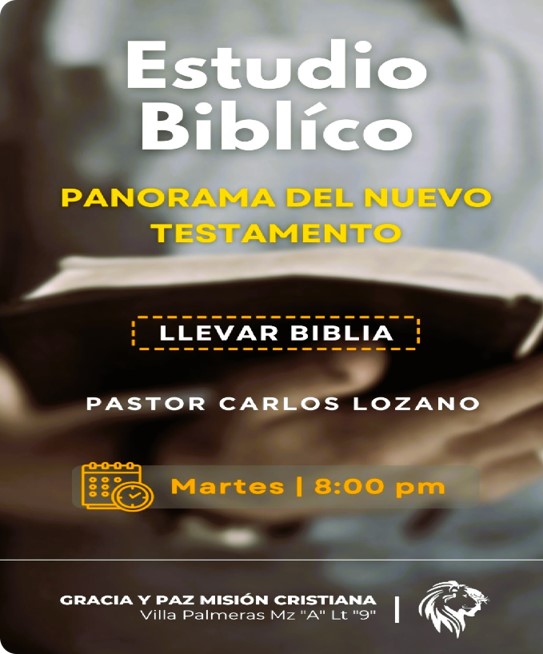 Estudio
Biblíco
PANORAMA DEL NUEVO
TESTAMENTO
LLEVAR BIBLIA
PASTOR CARLOS LOZANO
Martes | 8:00 pm
GRACIA Y PAZ MISIÓN CRISTIANA
Villa Palmeras Mz "A" Lt "9"